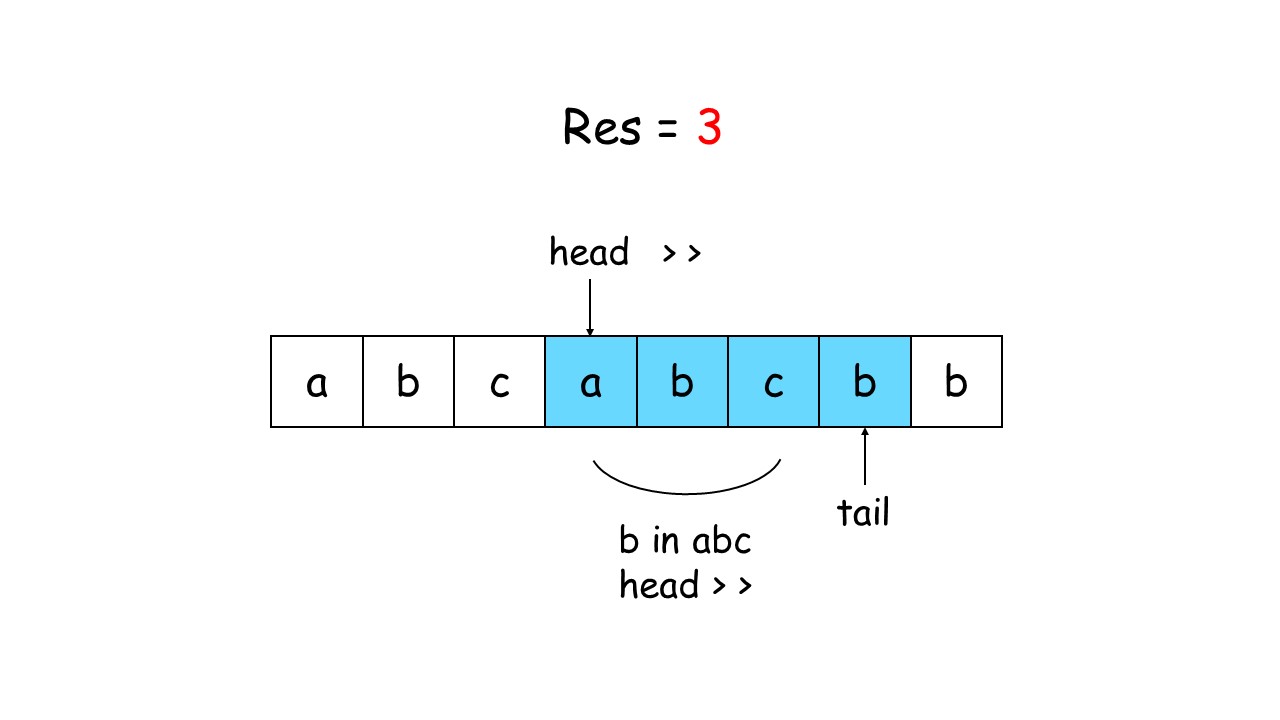 Res = 3
head >>
a b c a b c b b
tail
b in abc
head >>